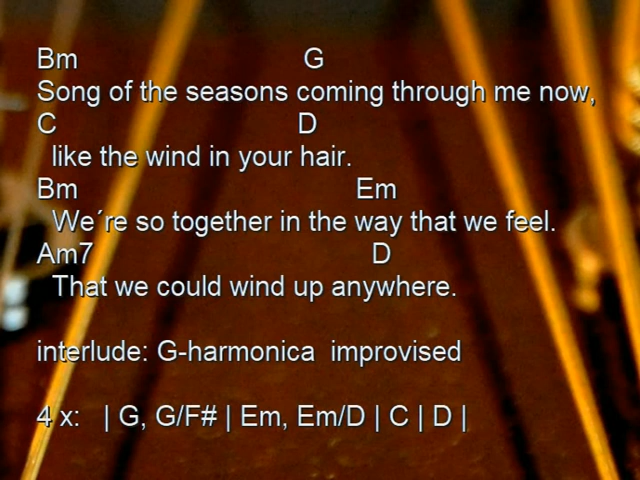 Bm G
Song of the seasons coming through me now,
C D
like the wind in your hair.
Bm Em
We´re so together in the way that we feel.
Am7 D
That we could wind up anywhere.
interlude: G-harmonica improvised
4 x: | G, G/F# | Em, Em/D | C | D |